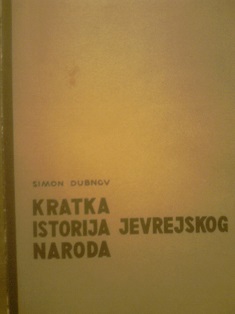 SIMON DUBNOV
KRATKA
ISTORIJA JEVREJSKOG
NARODA